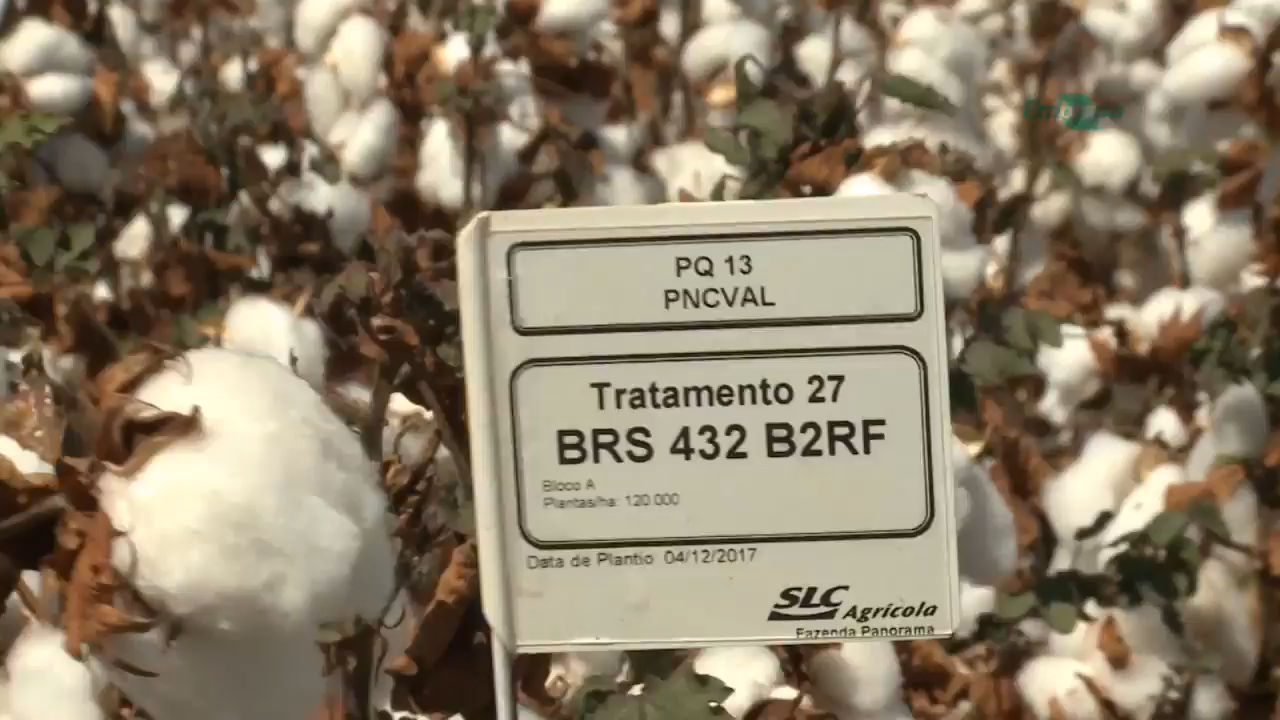 PQ 13
PNCVAL
Tratamento 27
BRS 432 B2RF
Bloco A
Plantas/ha: 120.000
Data de Plantio 04/12/2017
SLC Agrícola
Fazenda Panorama